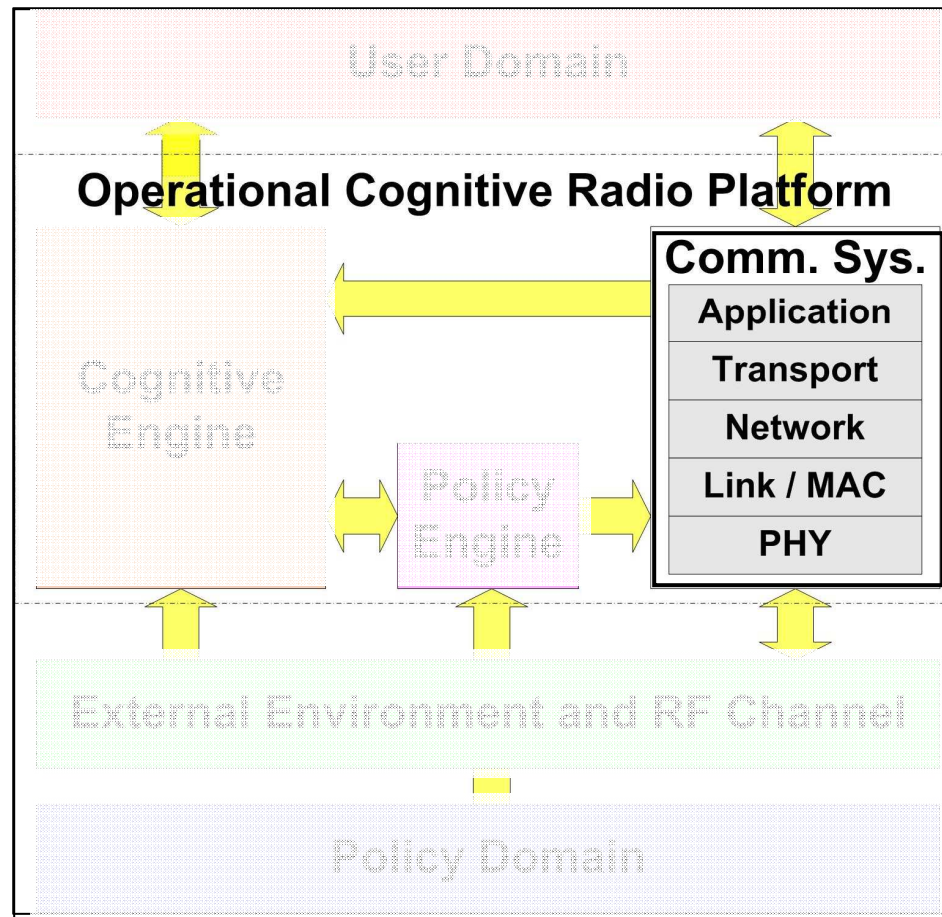 User Domain
Operational Cognitive Radio Platform
Comm. Sys.
Application
Transport
Network
Link / MAC
PHY
Cognitive
Engine
Policy
Engine
External Environment and RF Channel
Policy Domain